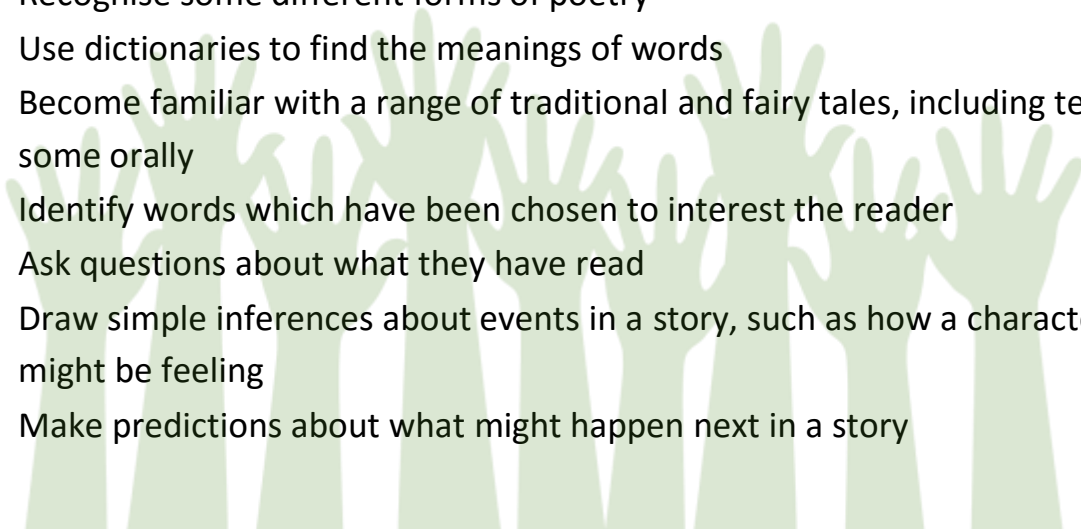 Recognise some different forms of poetry
Use dictionaries to find the meanings of words
Become familiar with a range of traditional and fairy tales, including
some orally
Identify words which have been chosen to interest the reader
Ask questions about what they have read
Draw simple inferences about events in a story, such as how a
might be feeling
Make predictions about what might happen next in a story